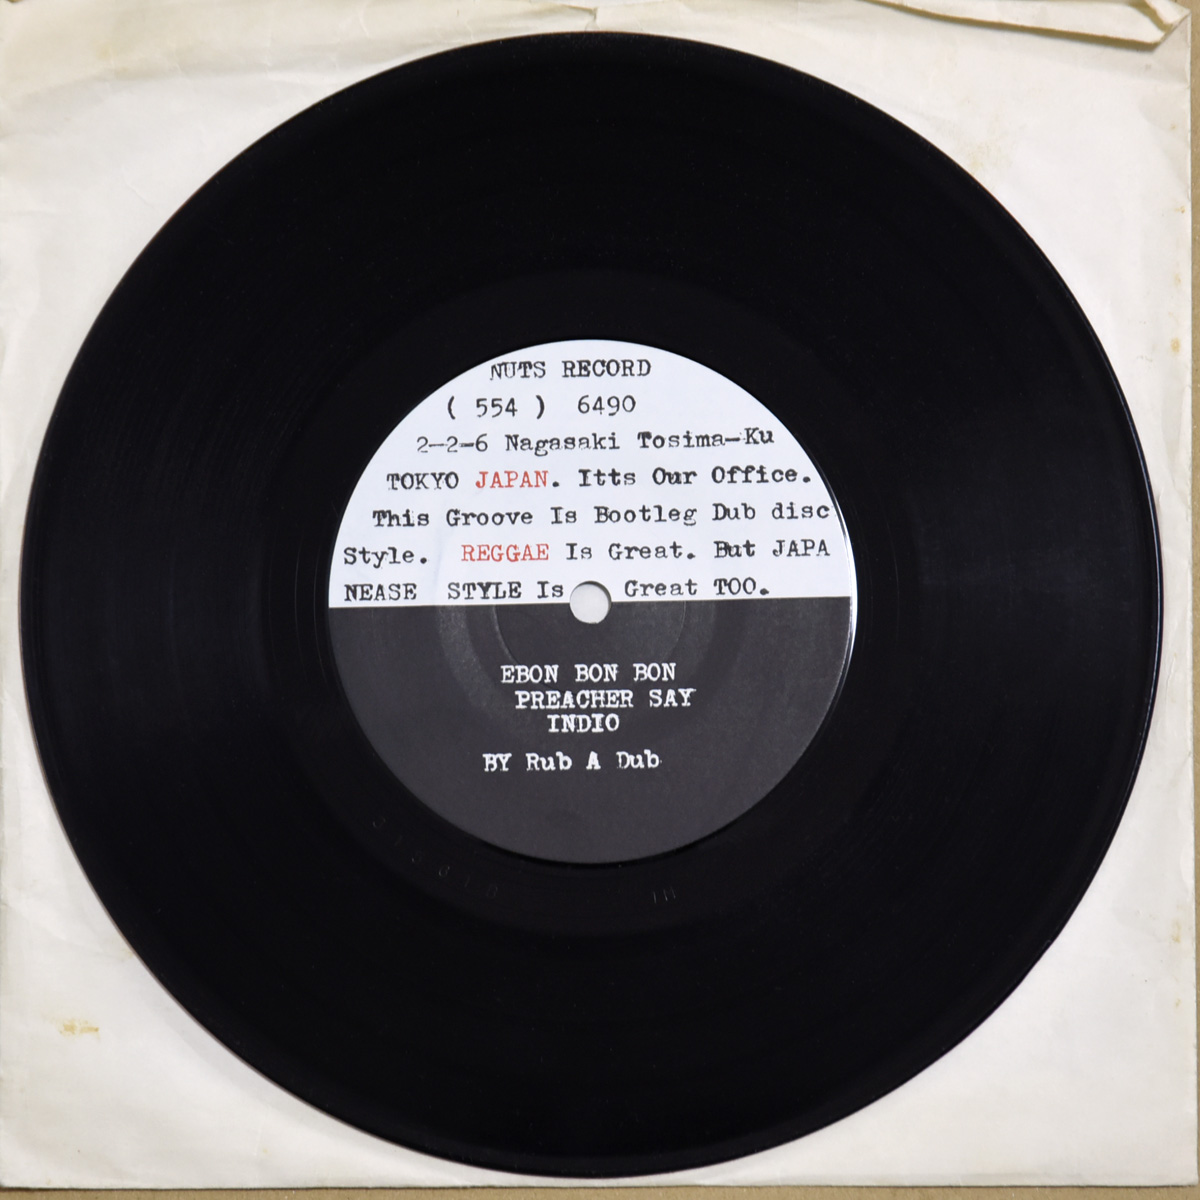 NUTS RECORD
( 554 ) 6490
2-2-6 Nagasaki Tosima-Ku
TOKYO JAPAN. Itts Our Office.
This Groove Is Bootleg Dub disc
Style. REGGAE Is Great. But JAPA
NEASE STYLE Is Great TOO.
EBON BON BON
PREACHER SAY
INDIO
BY Rub A Dub